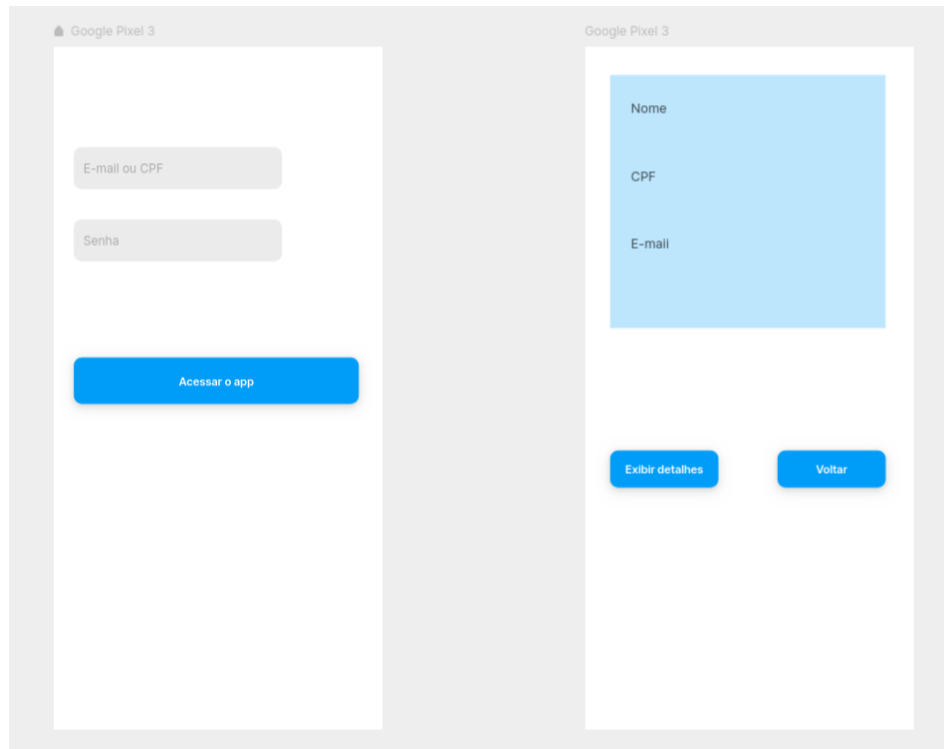 Google Pixel 3
E-mail ou CPF
Senha
Acessar o app
Google Pixel 3
Nome
CPF
E-mail
Exibir detalhes
Voltar